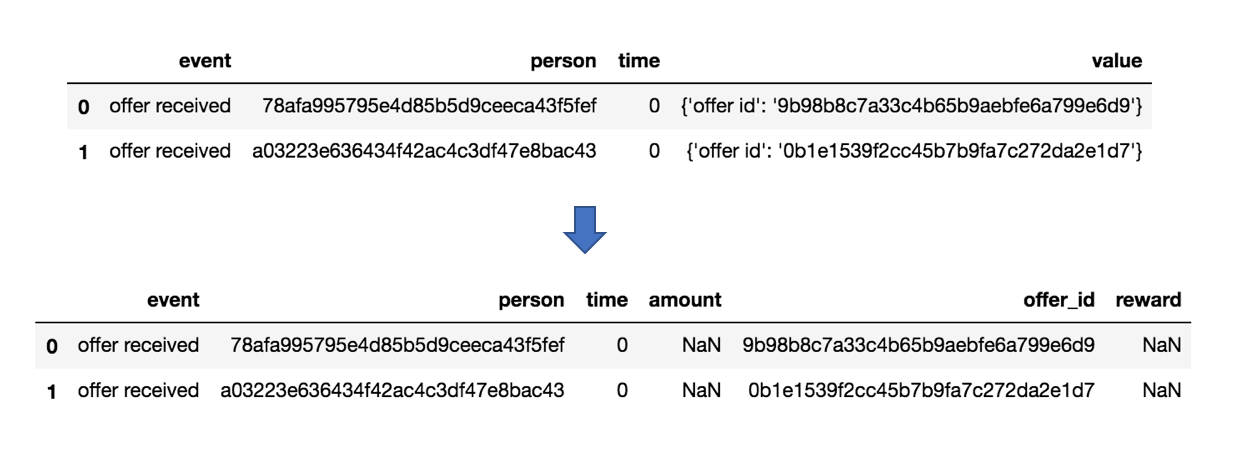 event person time value
0 offer received 78afa995795e4d85b5d9ceeca43f5fef 0 {'offer id': '9b98b8c7a33c4b65b9aebfe6a799e6d9'}
1 offer received a03223e636434f42ac4c3df47e8bac43 0 {'offer id': '0b1e1539f2cc45b7b9fa7c272da2e1d7'}
event person time amount offer_id reward
0 offer received 78afa995795e4d85b5d9ceeca43f5fef 0 NaN 9b98b8c7a33c4b65b9aebfe6a799e6d9 NaN
1 offer received a03223e636434f42ac4c3df47e8bac43 0 NaN 0b1e1539f2cc45b7b9fa7c272da2e1d7 NaN